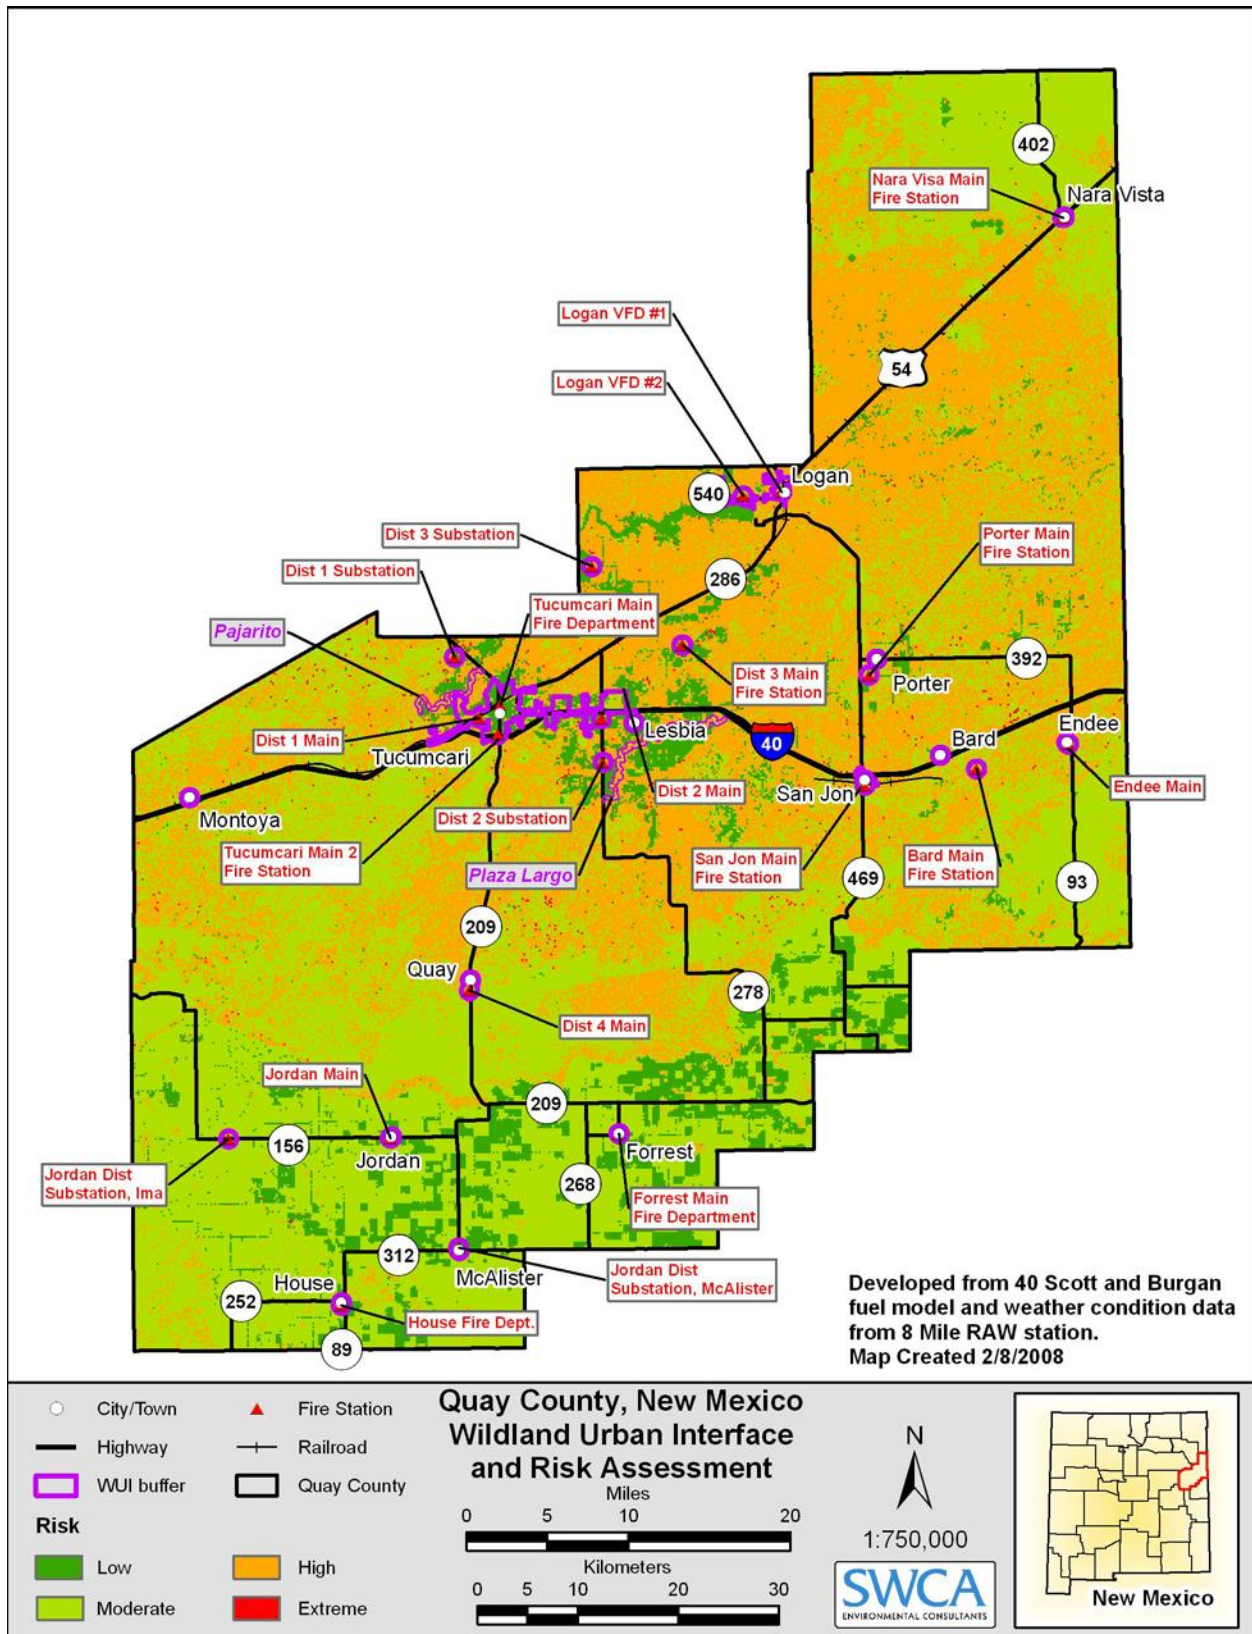 402
Nara Visa Main
Fire Station
Nara Vista
Logan VFD #1
54
Logan VFD #2
Logan
540
Dist 3 Substation
Porter Main
Fire Station
Dist 1 Substation
286
Tucumcari Main
Fire Department
Pajarito
392
Dist 3 Main
Fire Station
Porter
Endee
Dist 1 Main
Lesbia
40
Bard
Tucumcari
San Jon
Endee Main
Dist 2 Main
Montoya
Dist 2 Substation
Tucumcari Main 2
Fire Station
San Jon Main
Fire Station
Bard Main
Fire Station
Plaza Largo
469
93
209
Quay
278
Dist 4 Main
Jordan Main
209
156
Jordan
Forrest
Jordan Dist
Substation, Ima
268
Forrest Main
Fire Department
312
McAlister
Jordan Dist
Substation, McAlister
House
252
House Fire Dept.
89
Developed from 40 Scott and Burgan
fuel model and weather condition data
from 8 Mile RAW station.
Map Created 2/8/2008
City/Town
Fire Station
Highway
Railroad
WUI buffer
Quay County
Risk
Low
High
Moderate
Extreme
Quay County, New Mexico
Wildland Urban Interface
and Risk Assessment
Miles
0 5 10 20
Kilometers
0 5 10 20 30
N
1:750,000
SWCA
ENVIRONMENTAL CONSULTANTS
New Mexico